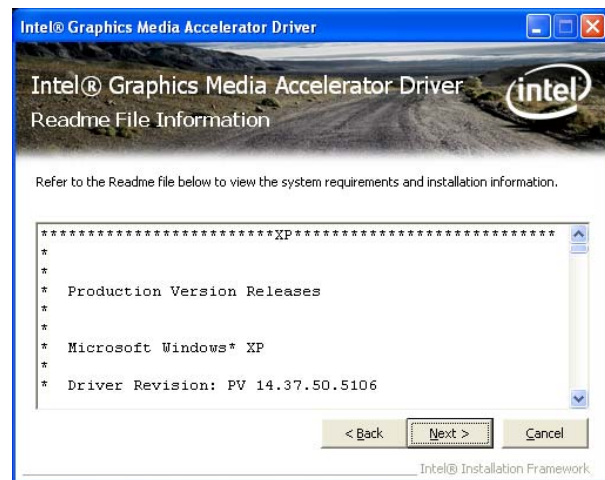 Intel® Graphics Media Accelerator Driver
Intel® Graphics Media Accelerator Driver
intel
Readme File Information
Refer to the Readme file below to view the system requirements and installation information.
*************************XP****************************
*
*
* Production Version Releases
*
*
* Microsoft Windows* XP
*
* Driver Revision: PV 14.37.50.5106
< Back
Next >
Cancel
Intel® Installation Framework